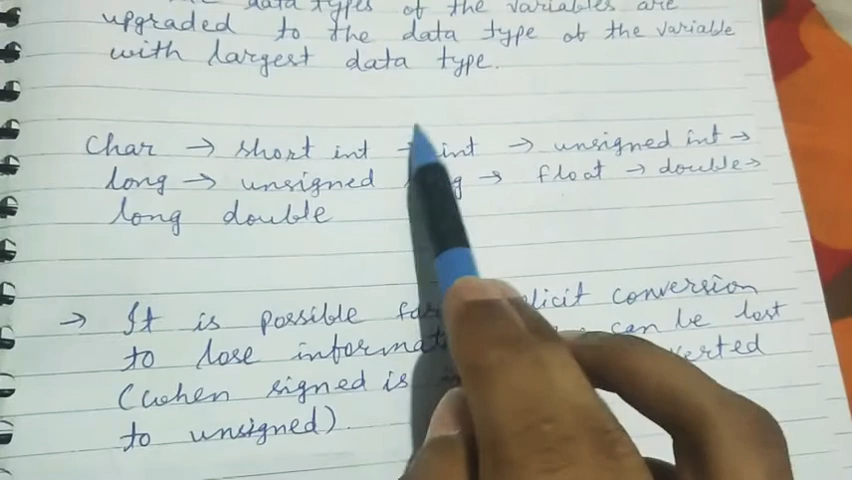 data types of the variables are
upgraded to the data type of the variable
with largest data type.
Char → short int → int → unsigned int →
long → unsigned → float → double →
long double
→ It is possible for conversion
to lose can be lost
(when signed is
to unsigned).